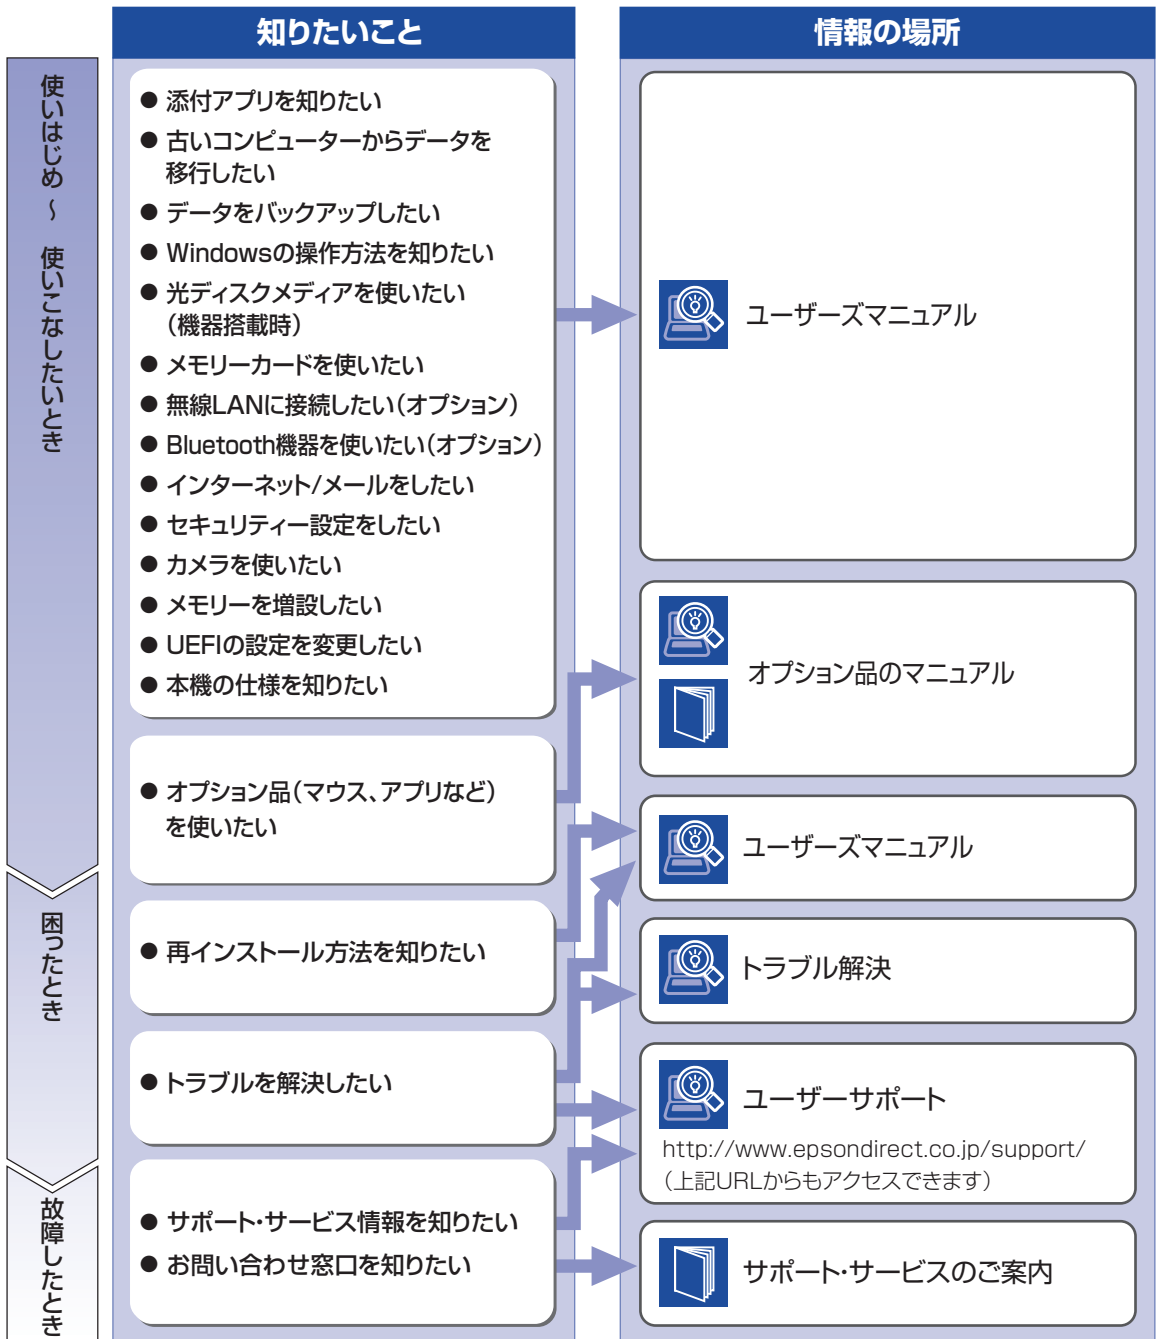 知りたいこと
情報の場所
使いはじめ ～ 使いこなしたいとき
● 添付アプリを知りたい
● 古いコンピューターからデータを
移行したい
● データをバックアップしたい
● Windowsの操作方法を知りたい
● 光ディスクメディアを使いたい
（機器搭載時）
● メモリーカードを使いたい
● 無線LANに接続したい（オプション）
● Bluetooth機器を使いたい（オプション）
● インターネット/メールをしたい
● セキュリティー設定をしたい
● カメラを使いたい
● メモリーを増設したい
● UEFIの設定を変更したい
● 本機の仕様を知りたい
ユーザーズマニュアル
● オプション品（マウス、アプリなど）
を使いたい
オプション品のマニュアル
困ったとき
● 再インストール方法を知りたい
ユーザーズマニュアル
● トラブルを解決したい
トラブル解決
ユーザーサポート
http://www.epsondirect.co.jp/support/
（上記URLからもアクセスできます）
故障したとき
● サポート・サービス情報を知りたい
● お問い合わせ窓口を知りたい
サポート・サービスのご案内